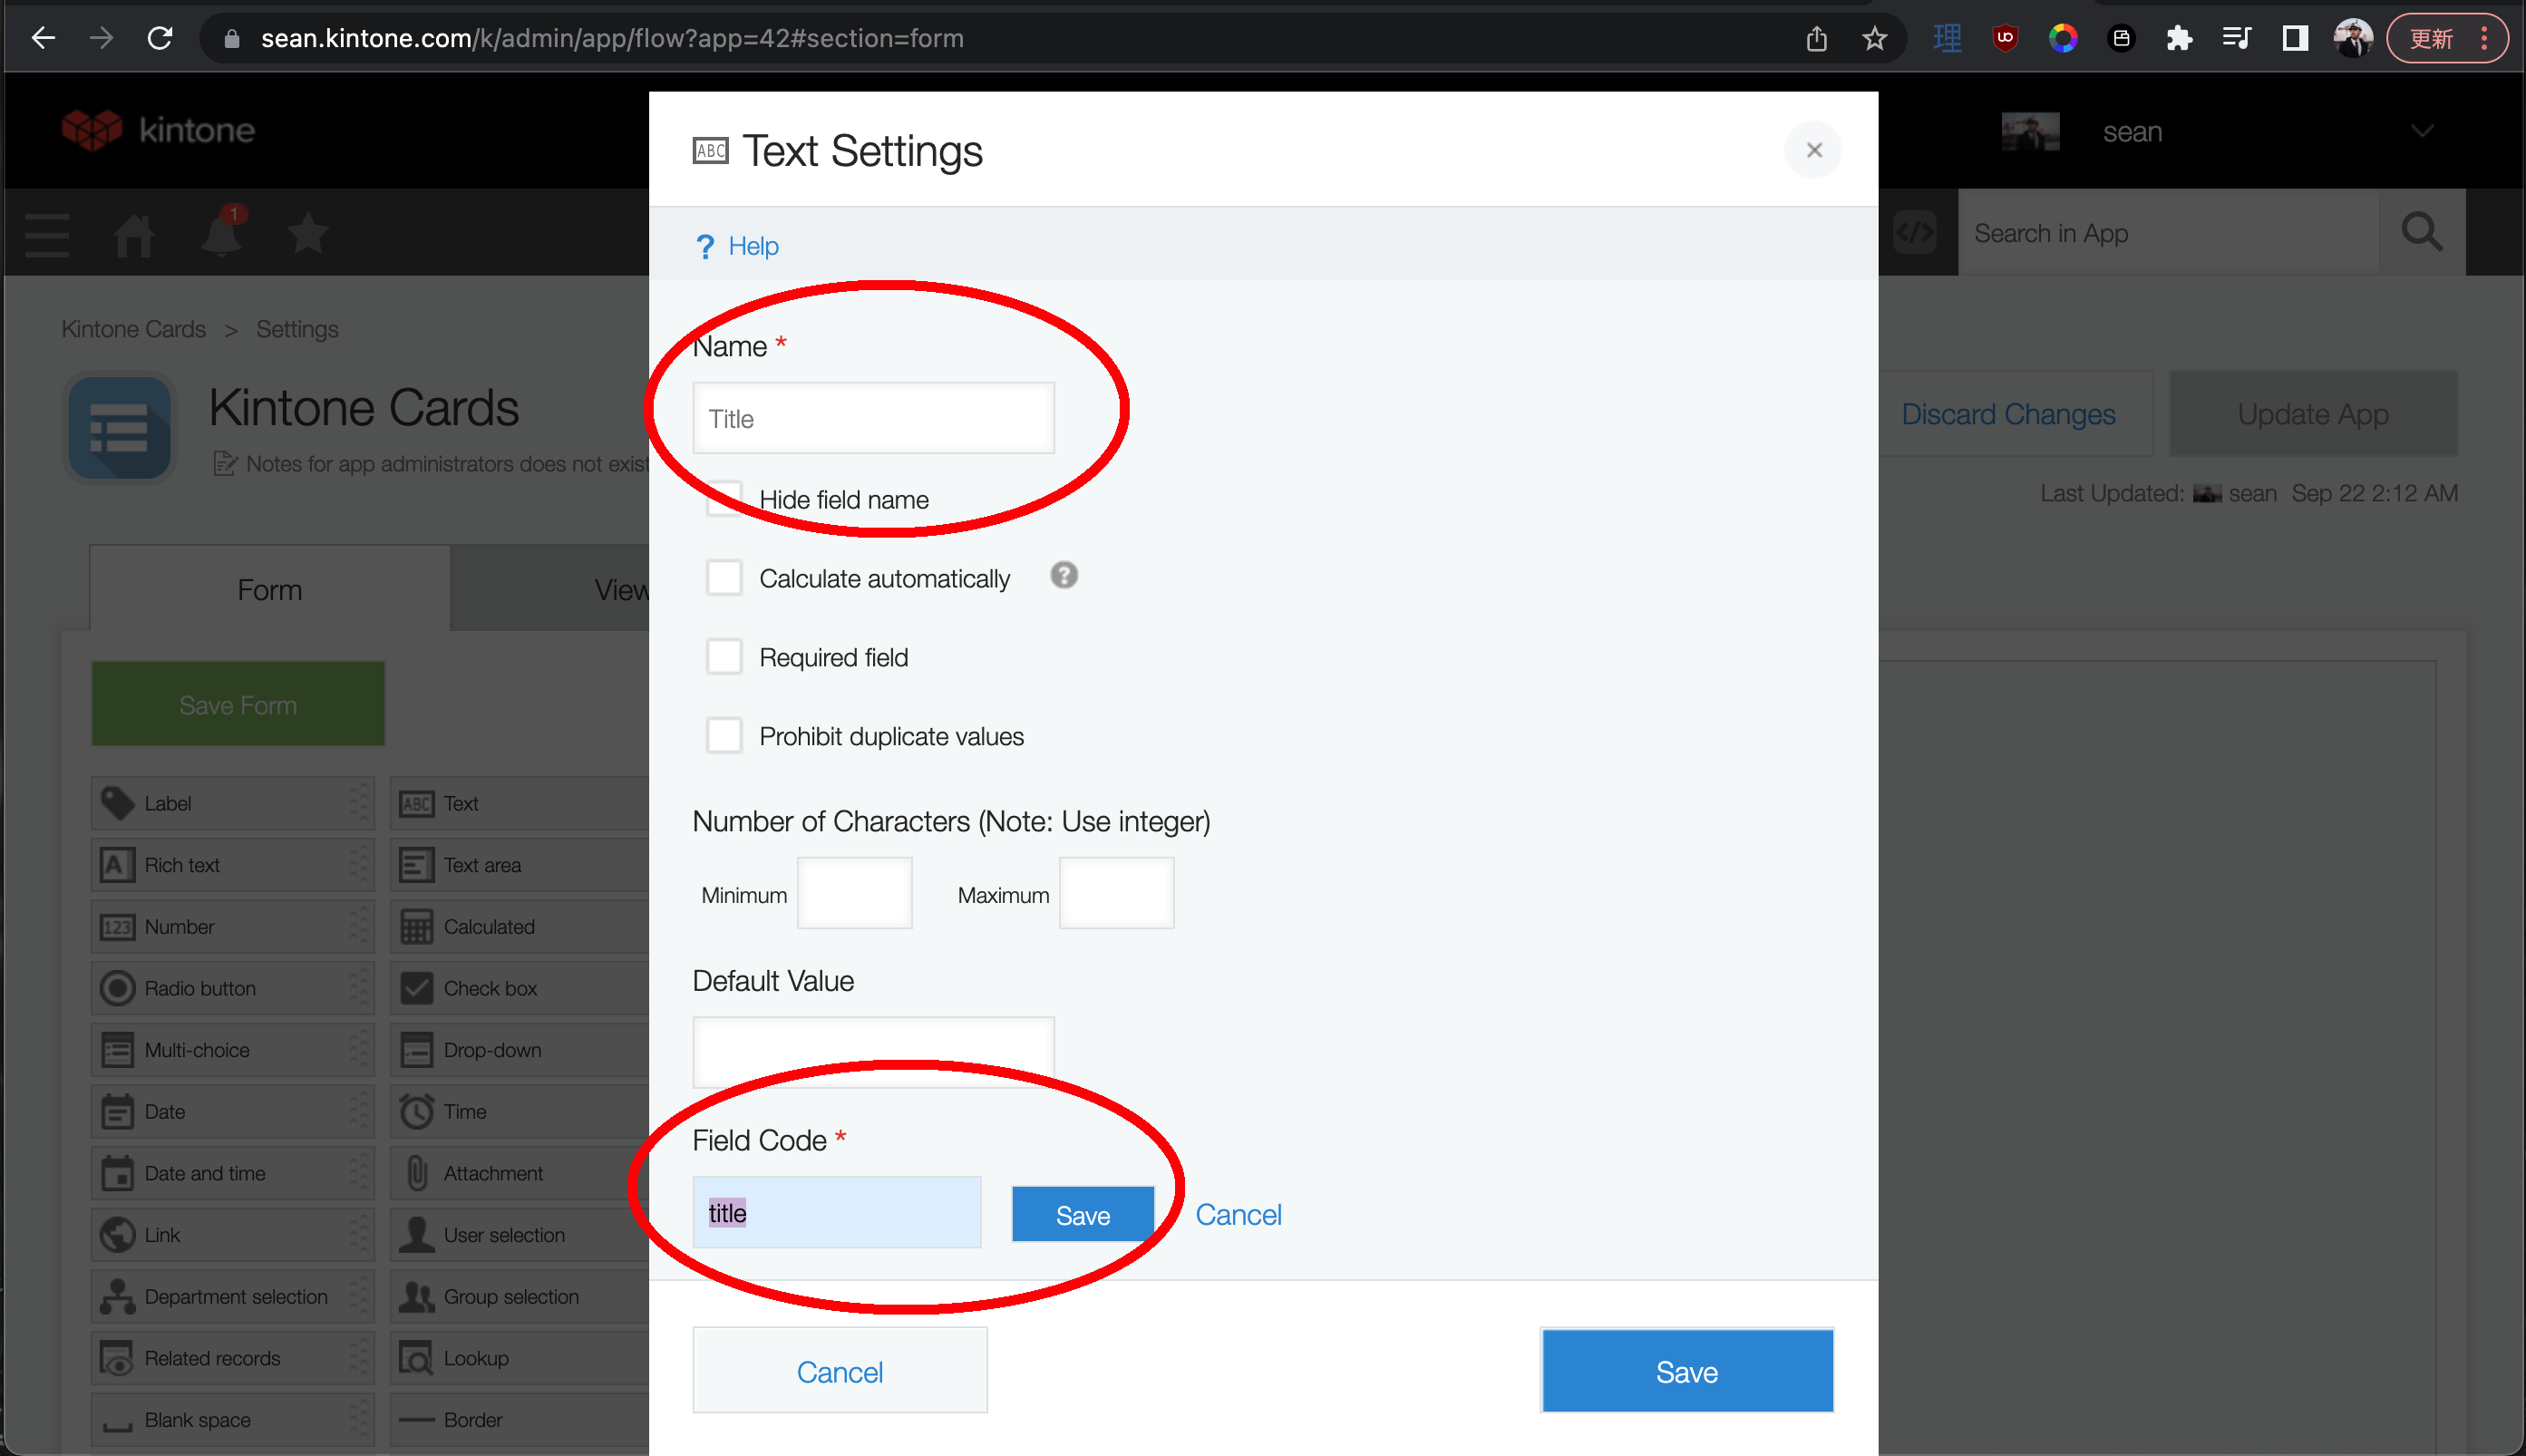 sean.kintone.com/k/admin/app/flow?app=42#section=form
理
更新
kintone
sean
1
Search in App
Kintone Cards > Settings
Kintone Cards
Notes for app administrators does not exist
Discard Changes
Update App
Last Updated: sean Sep 22 2:12 AM
Form
View
Save Form
Label
ABC Text
A Rich text
Text area
123 Number
Calculated
Radio button
Check box
Multi-choice
Drop-down
Date
Time
Date and time
Attachment
Link
User selection
Department selection
Group selection
Related records
Lookup
Blank space
Border
ABC Text Settings
×
? Help
Name *
Title
Hide field name
Calculate automatically ?
Required field
Prohibit duplicate values
Number of Characters (Note: Use integer)
Minimum
Maximum
Default Value
Field Code *
title
Save
Cancel
Cancel
Save